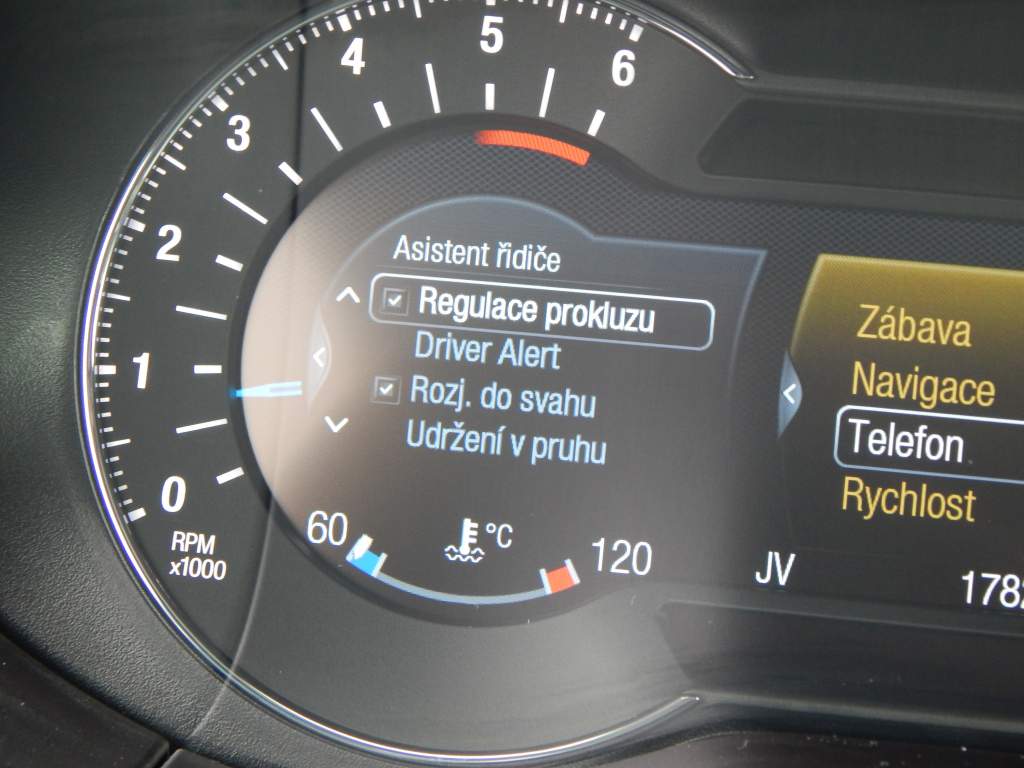 5
4
6
3
2
1
0
RPM
x1000
Asistent řidiče
Regulace prokluzu
Driver Alert
Rozj. do svahu
Udržení v pruhu
60
°C
120
Zábava
Navigace
Telefon
Rychlost
JV
1782